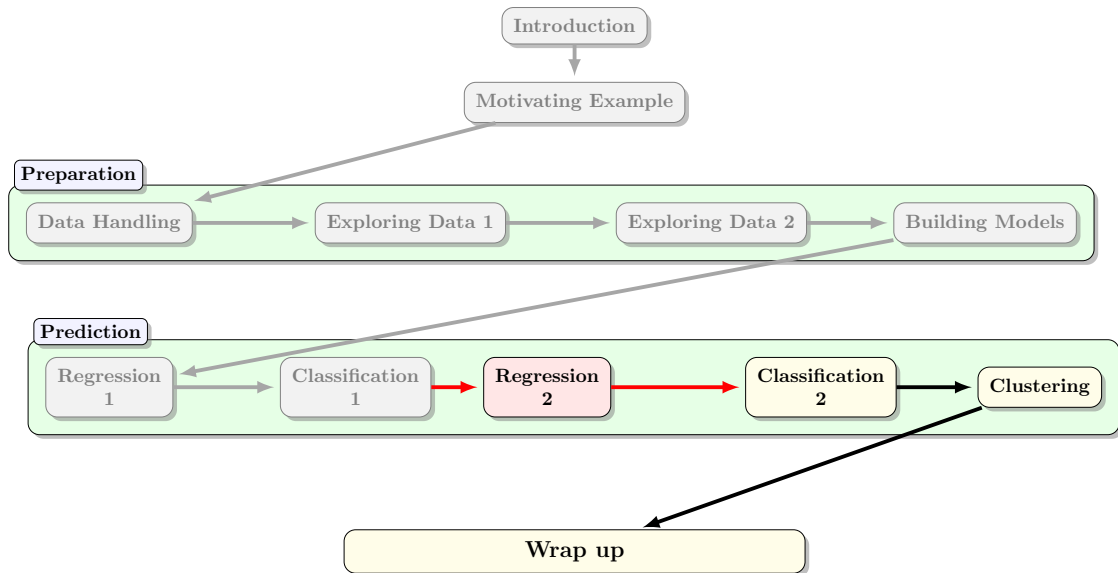 Introduction
Motivating Example
Preparation
Data Handling
Exploring Data 1
Exploring Data 2
Building Models
Prediction
Regression
1
Classification
1
Regression
2
Classification
2
Clustering
Wrap up